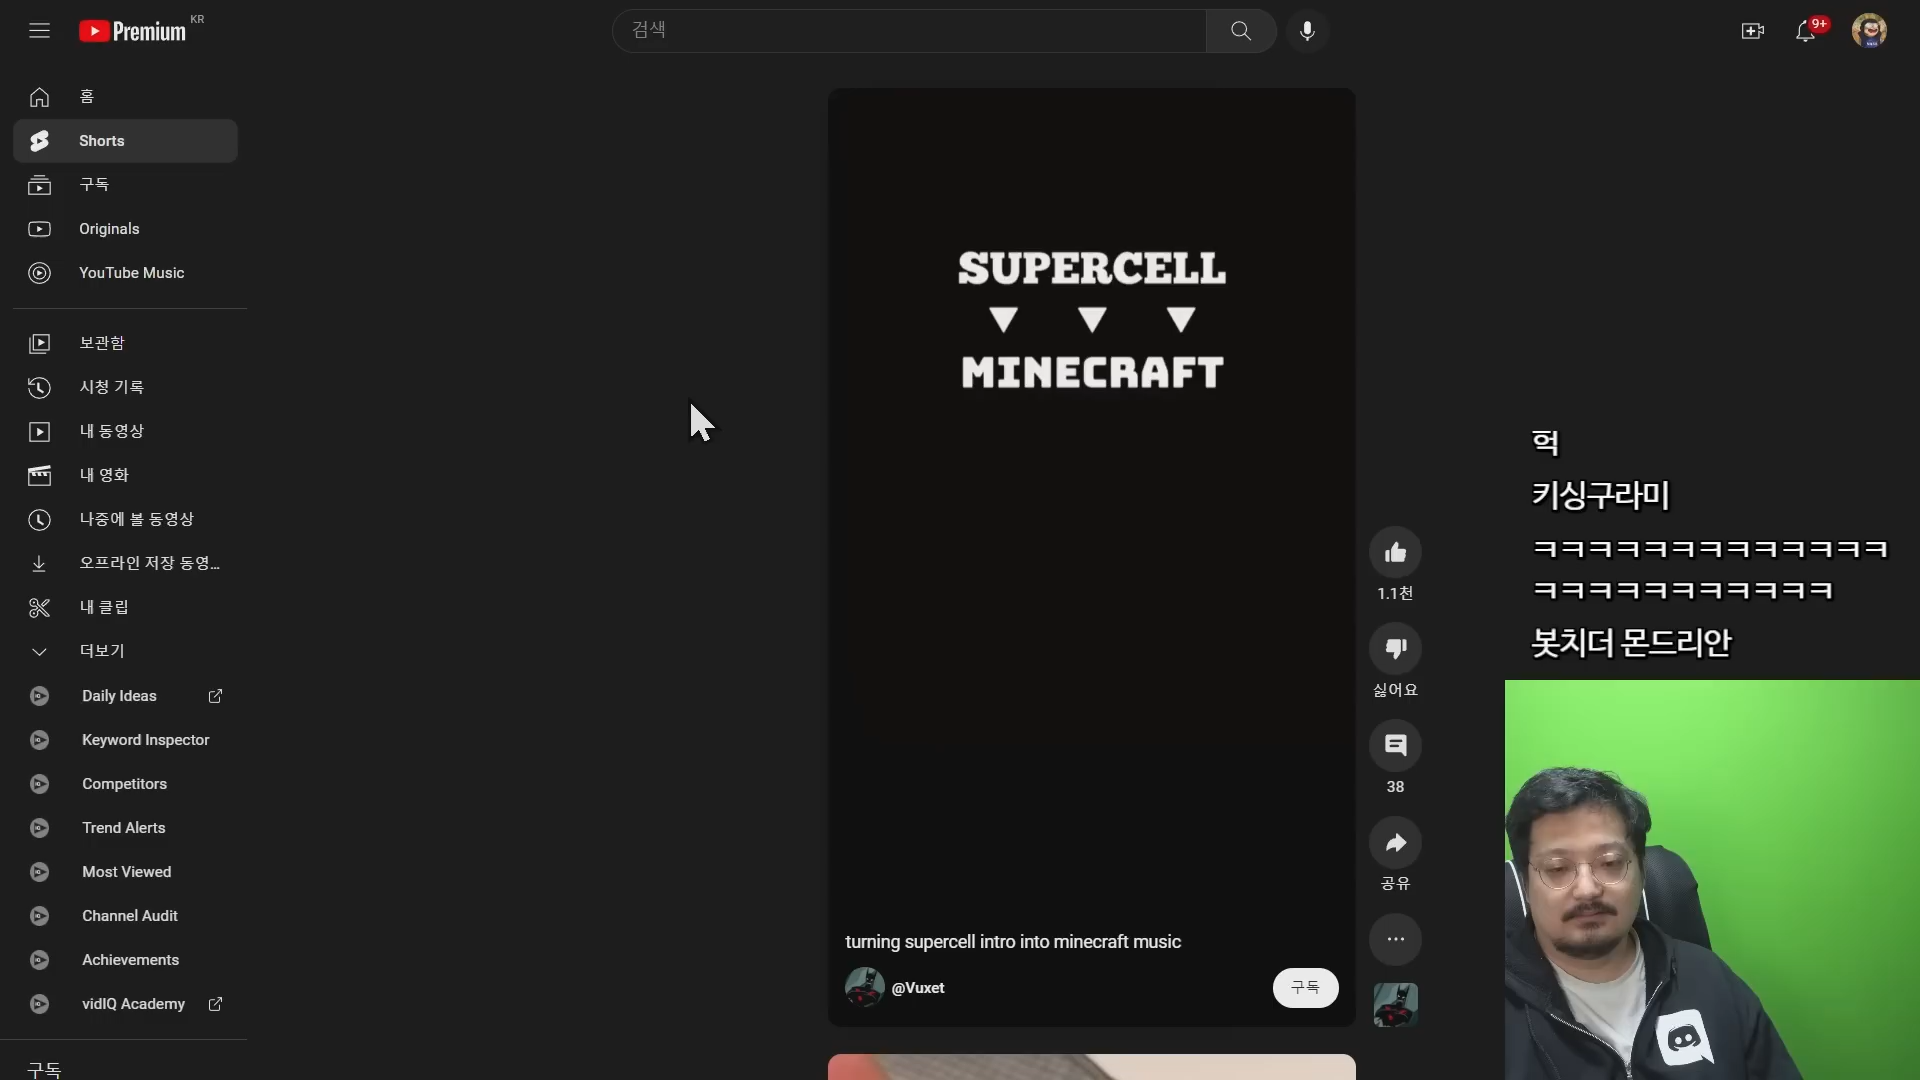 Premium KR
검색
9+
홈
Shorts
구독
Originals
YouTube Music
보관함
시청 기록
내 동영상
내 영화
나중에 볼 동영상
오프라인 저장 동영...
내 클립
더보기
Daily Ideas
Keyword Inspector
Competitors
Trend Alerts
Most Viewed
Channel Audit
Achievements
vidIQ Academy
구독
SUPERCELL
MINECRAFT
turning supercell intro into minecraft music
@Vuxet
구독
1.1천
싫어요
38
공유
헉
키싱구라미
ㅋㅋㅋㅋㅋㅋㅋㅋㅋㅋㅋㅋㅋ
ㅋㅋㅋㅋㅋㅋㅋㅋㅋㅋㅋ
봇치더 몬드리안